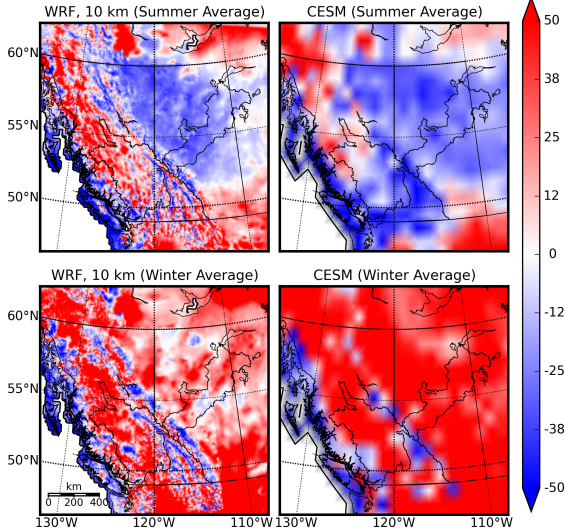 WRF, 10 km (Summer Average)
CESM (Summer Average)
60°N
55°N
50°N
WRF, 10 km (Winter Average)
CESM (Winter Average)
60°N
55°N
50°N
km
0 200 400
130°W 120°W 110°W
130°W 120°W 110°W
50
38
25
12
0
-12
-25
-38
-50